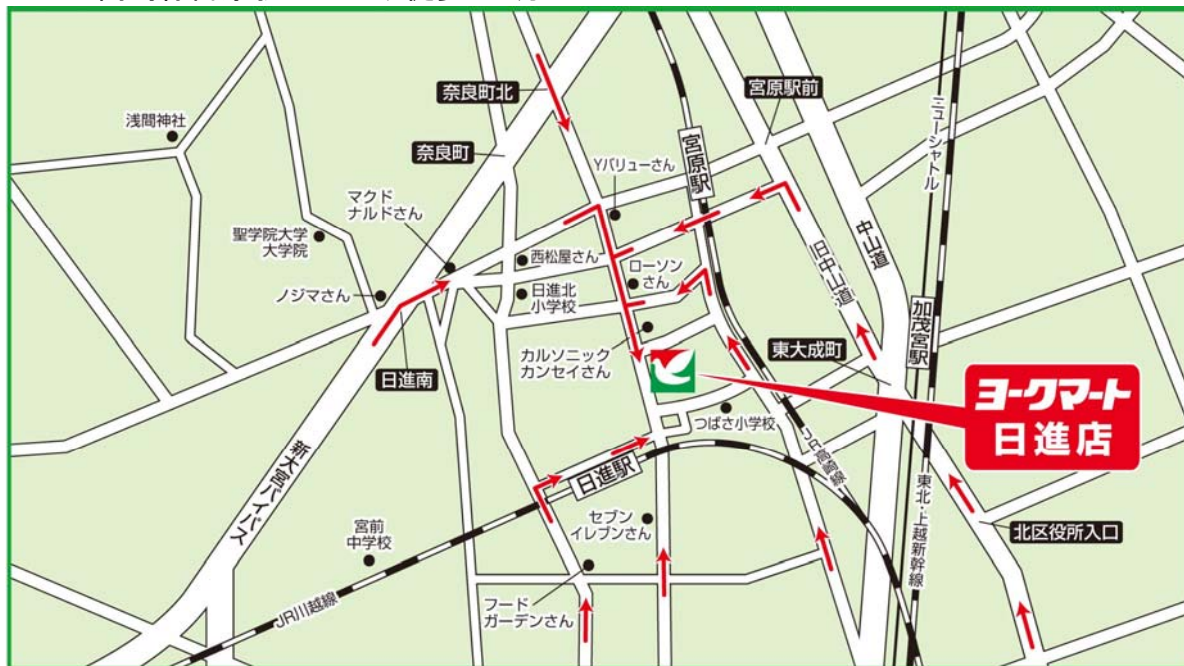 奈良町北
宮原駅前
浅間神社
奈良町
Yバリューさん
宮原駅
ニューシャトル
マクド
ナルドさん
聖学院大学
大学院
西松屋さん
ローソン
さん
旧中山道
中山道
ノジマさん
日進北
小学校
加茂宮駅
カルソニック
カンセイさん
東大成町
日進南
ヨークマート
日進店
つばさ小学校
JR高崎線
新大宮バイパス
日進駅
東北・上越新幹線
宮前
中学校
セブン
イレブンさん
北区役所入口
フード
ガーデンさん
JR川越線